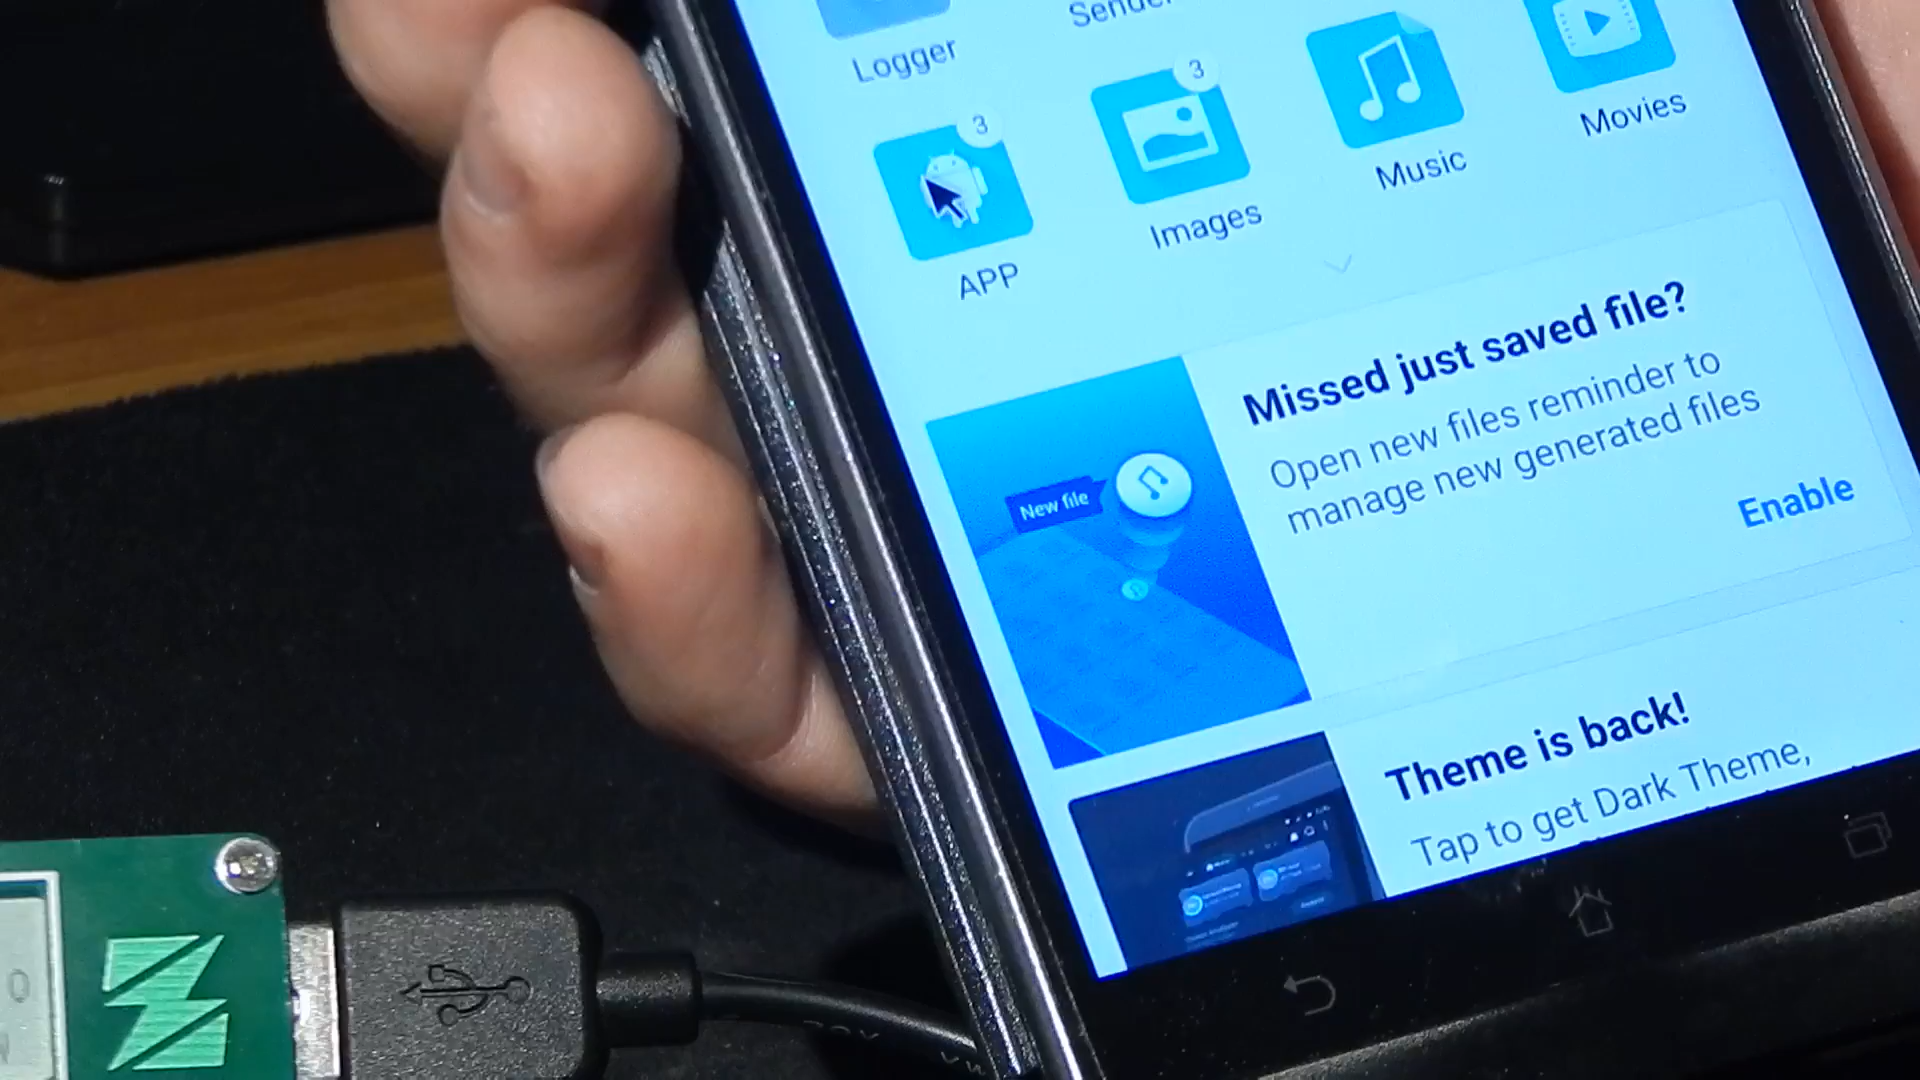 Logger
Sender
3
APP
3
Images
Music
Movies
Missed just saved file?
Open new files reminder to
manage new generated files
Enable
New file
Theme is back!
Tap to get Dark Theme,